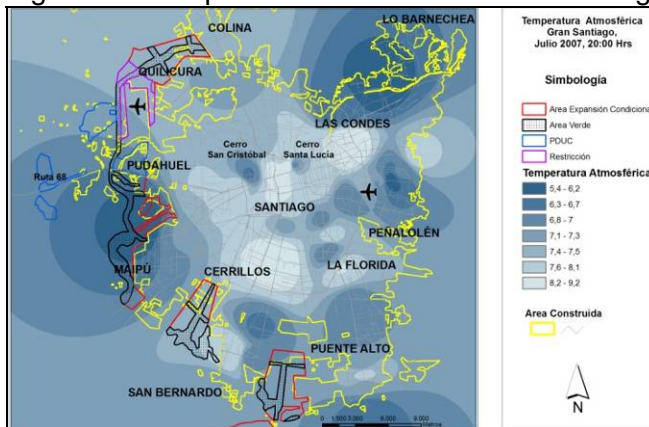 COLINA
LO BARNECHEA
QUILICURA
LAS CONDES
Cerro
San Cristóbal
Cerro
Santa Lucia
PUDAHUEL
Ruta 68
SANTIAGO
PEÑALOLÉN
MAIPÚ
CERRILLOS
LA FLORIDA
PUENTE ALTO
SAN BERNARDO
Temperatura Atmosférica
Gran Santiago,
Julio 2007, 20:00 Hrs
Simbología
Area Expansión Condiciona
Area Verde
PDUC
Restricción
Temperatura Atmosférica
5,4 - 6,2
6,3 - 6,7
6,8 - 7
7,1 - 7,3
7,4 - 7,5
7,6 - 8,1
8,2 - 9,2
Area Construida
N